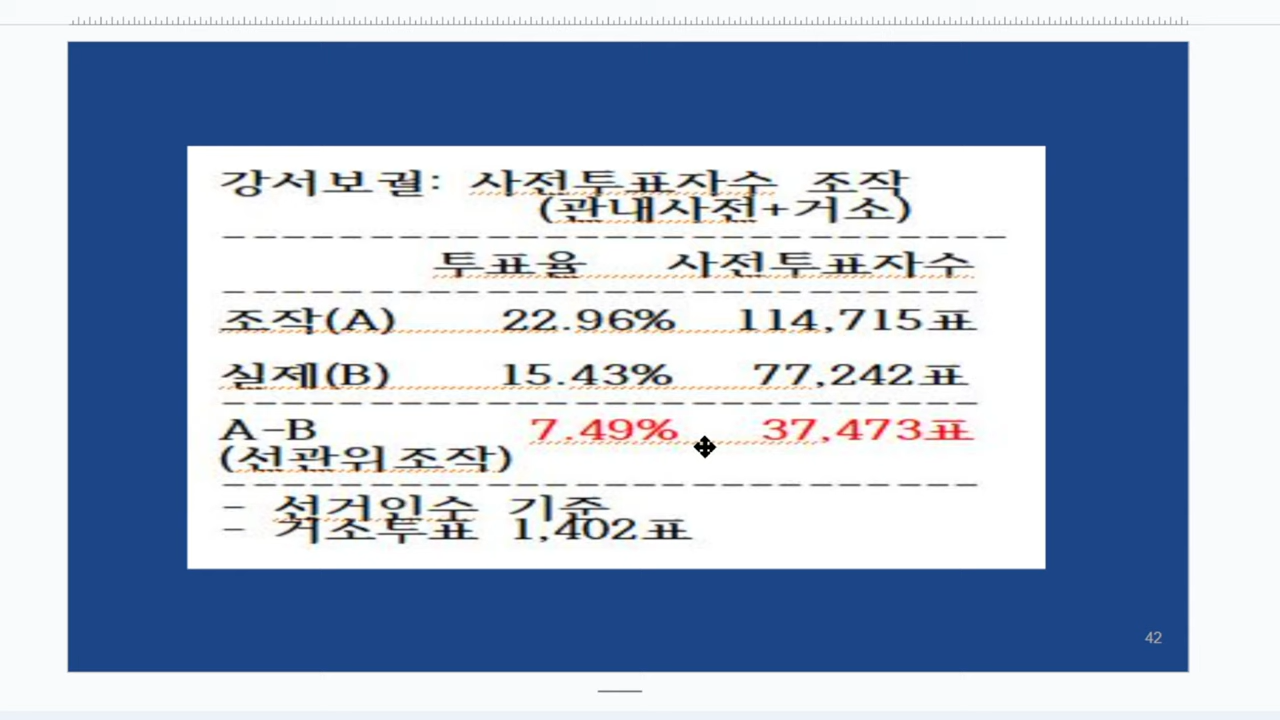 강서보궐: 사전투표자수 조작
(관내사전+거소)
투표율 사전투표자수
조작(A) 22.96% 114,715표
실제(B) 15.43% 77,242표
A-B 7.49% 37,473표
(선관위조작)
- 선거인수 기준
- 거소투표 1,402표
42